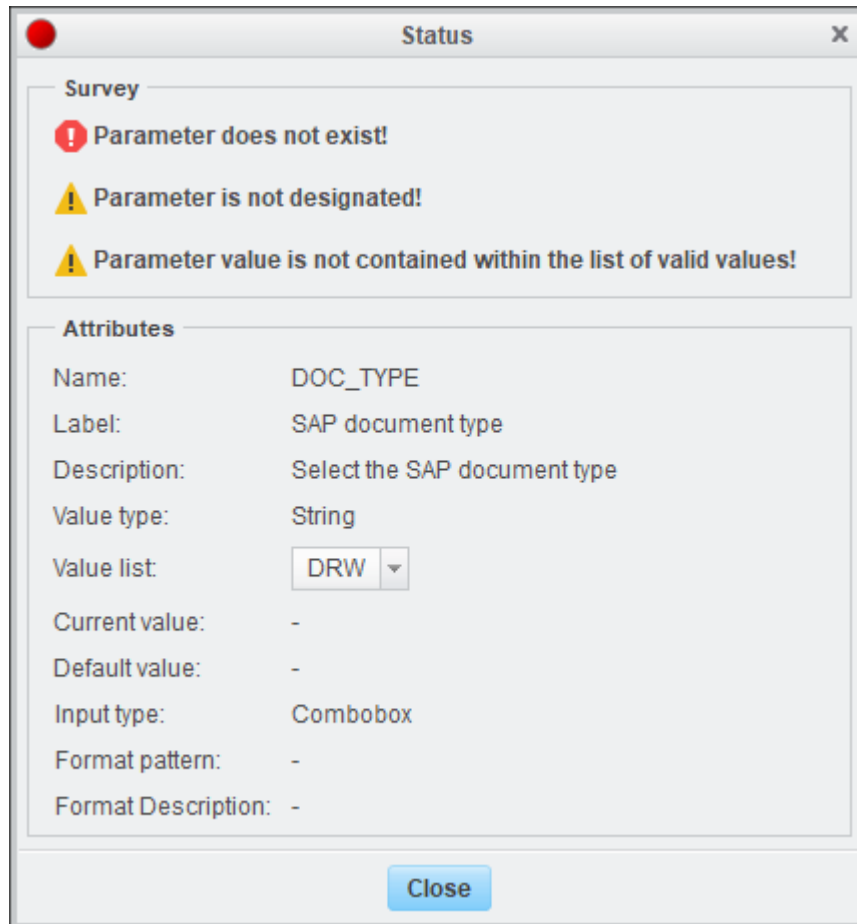 Status
Survey
Parameter does not exist!
Parameter is not designated!
Parameter value is not contained within the list of valid values!
Attributes
Name: DOC_TYPE
Label: SAP document type
Description: Select the SAP document type
Value type: String
Value list: DRW
Current value: -
Default value: -
Input type: Combobox
Format pattern: -
Format Description: -
Close